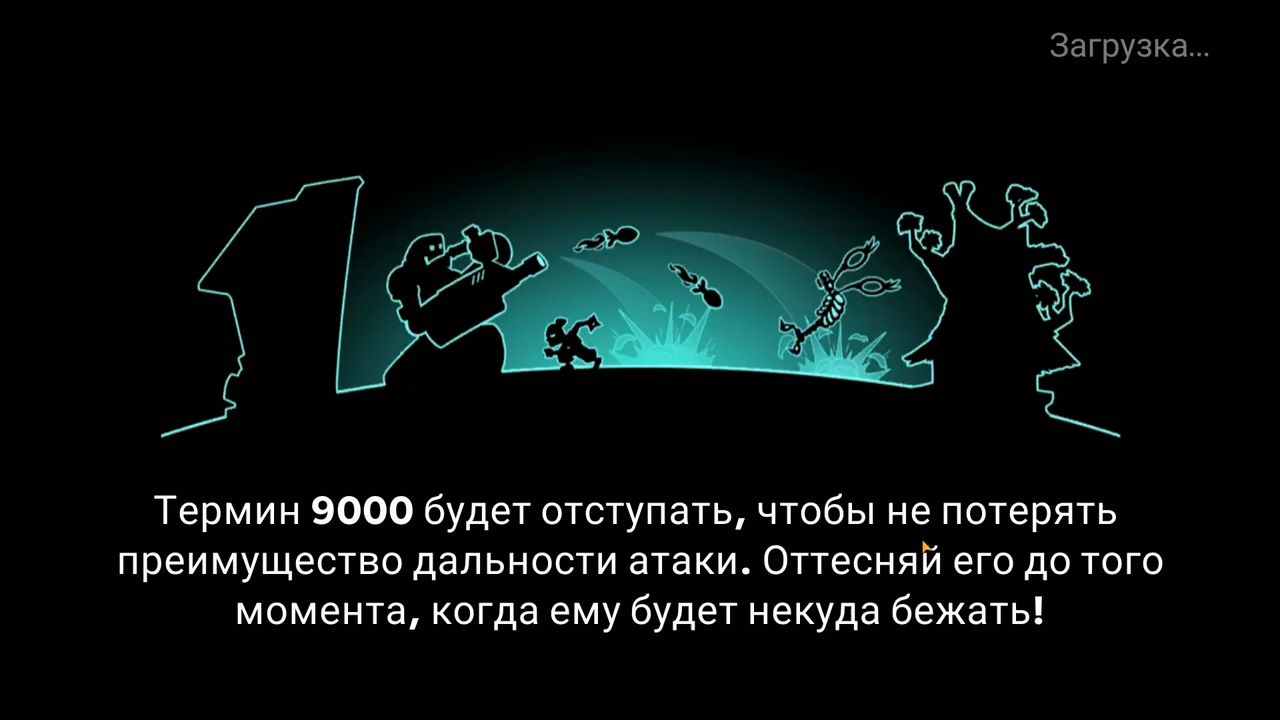 Загрузка...
Термин 9000 будет отступать, чтобы не потерять
преимущество дальности атаки. Оттесняй его до того
момента, когда ему будет некуда бежать!